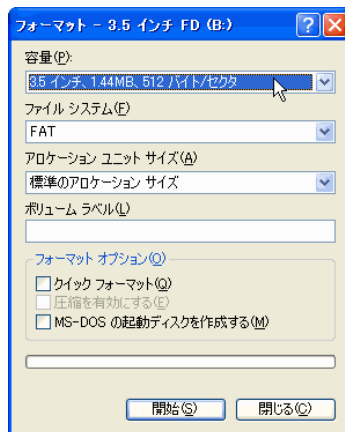 フォーマット - 3.5 インチ FD (B:)
容量(P):
3.5 インチ、1.44MB、512 バイト/セクタ
ファイル システム(F)
FAT
アロケーション ユニット サイズ(A)
標準のアロケーション サイズ
ボリューム ラベル(L)
フォーマット オプション(O)
クイック フォーマット(Q)
圧縮を有効にする(E)
MS-DOS の起動ディスクを作成する(M)
開始(S)
閉じる(C)